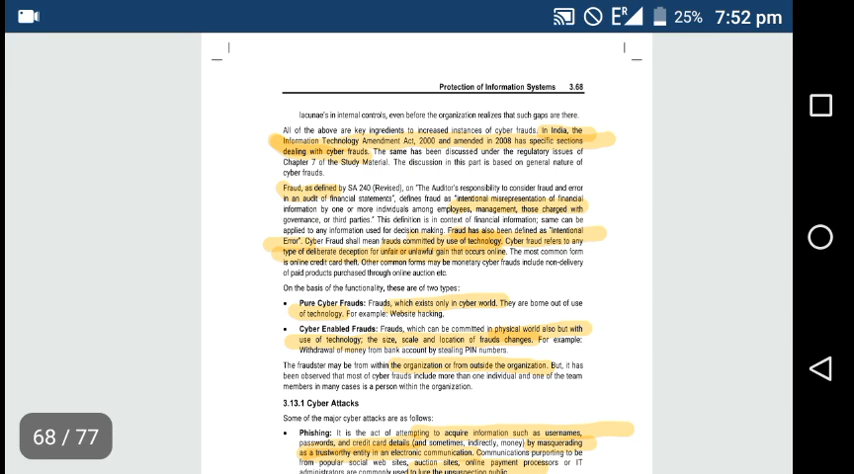 ER 25% 7:52 pm
Protection of Information Systems 3.68
lacunae's in internal controls, even before the organization realizes that such gaps are there.
All of the above are key ingredients to increased instances of cyber frauds. In India, the
Information Technology Amendment Act, 2000 and amended in 2008 has specific sections
dealing with cyber frauds. The same has been discussed under the regulatory issues of
Chapter 7 of the Study Material. The discussion in this part is based on general nature of
cyber frauds.
Fraud, as defined by SA 240 (Revised), on "The Auditor's responsibility to consider fraud and error
in an audit of financial statements", defines fraud as "intentional misrepresentation of financial
information by one or more individuals among employees, management, those charged with
governance, or third parties." This definition is in context of financial information; same can be
applied to any information used for decision making. Fraud has also been defined as "Intentional
Error". Cyber Fraud shall mean frauds committed by use of technology. Cyber fraud refers to any
type of deliberate deception for unfair or unlawful gain that occurs online. The most common form
is online credit card theft. Other common forms may be monetary cyber frauds include non-delivery
of paid products purchased through online auction etc.
On the basis of the functionality, these are of two types:
• Pure Cyber Frauds: Frauds, which exists only in cyber world. They are borne out of use
of technology. For example: Website hacking.
• Cyber Enabled Frauds: Frauds, which can be committed in physical world also but with
use of technology; the size, scale and location of frauds changes. For example:
Withdrawal of money from bank account by stealing PIN numbers.
The fraudster may be from within the organization or from outside the organization. But, it has
been observed that most of cyber frauds include more than one individual and one of the team
members in many cases is a person within the organization.
3.13.1 Cyber Attacks
Some of the major cyber attacks are as follows:
• Phishing: It is the act of attempting to acquire information such as usernames,
passwords, and credit card details (and sometimes, indirectly, money) by masquerading
as a trustworthy entity in an electronic communication. Communications purporting to be
from popular social web sites, auction sites, online payment processors or IT
administrators are commonly used to lure the unsuspecting public.
68 / 77